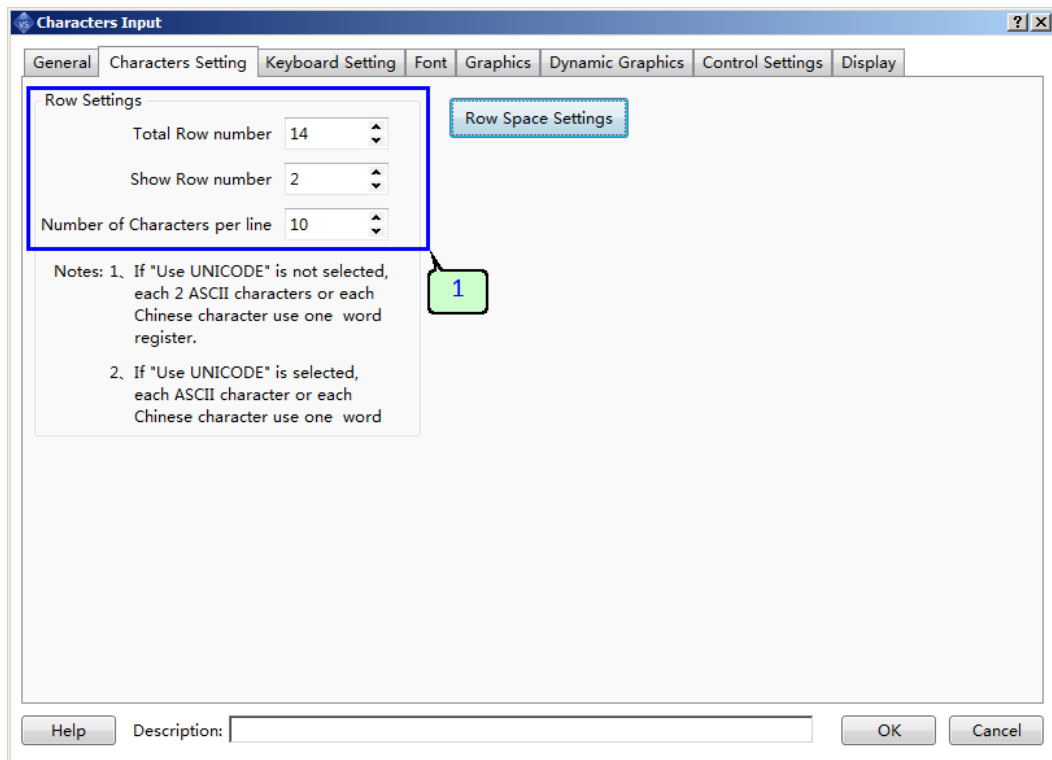 Characters Input
General Characters Setting Keyboard Setting Font Graphics Dynamic Graphics Control Settings Display
Row Settings
Row Space Settings
Total Row number 14
Show Row number 2
Number of Characters per line 10
Notes: 1、If "Use UNICODE" is not selected,
each 2 ASCII characters or each
Chinese character use one word
register.
2、If "Use UNICODE" is selected,
each ASCII character or each
Chinese character use one word
1
Help Description: OK Cancel